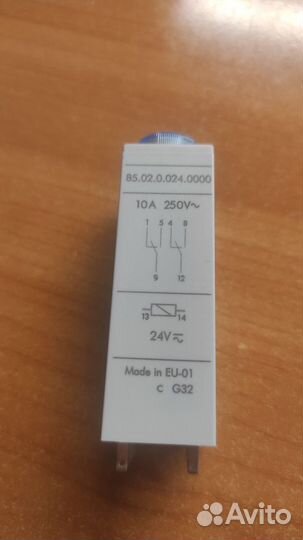 85.02.0.024.0000
10A 250V~
1 5 4 8
9 12
13 14
24V⎓~
Made in EU-01
C G32
Avito